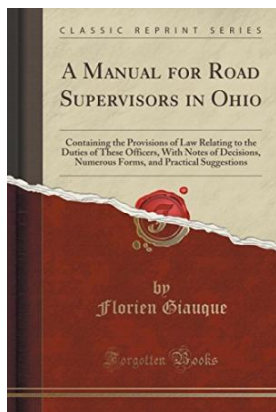 CLASSIC REPRINT SERIES
A MANUAL FOR ROAD
SUPERVISORS IN OHIO
Containing the Provisions of Law Relating to the
Duties of These Officers, With Notes of Decisions,
Numerous Forms, and Practical Suggestions
by
Florien Giauque
Forgotten Books